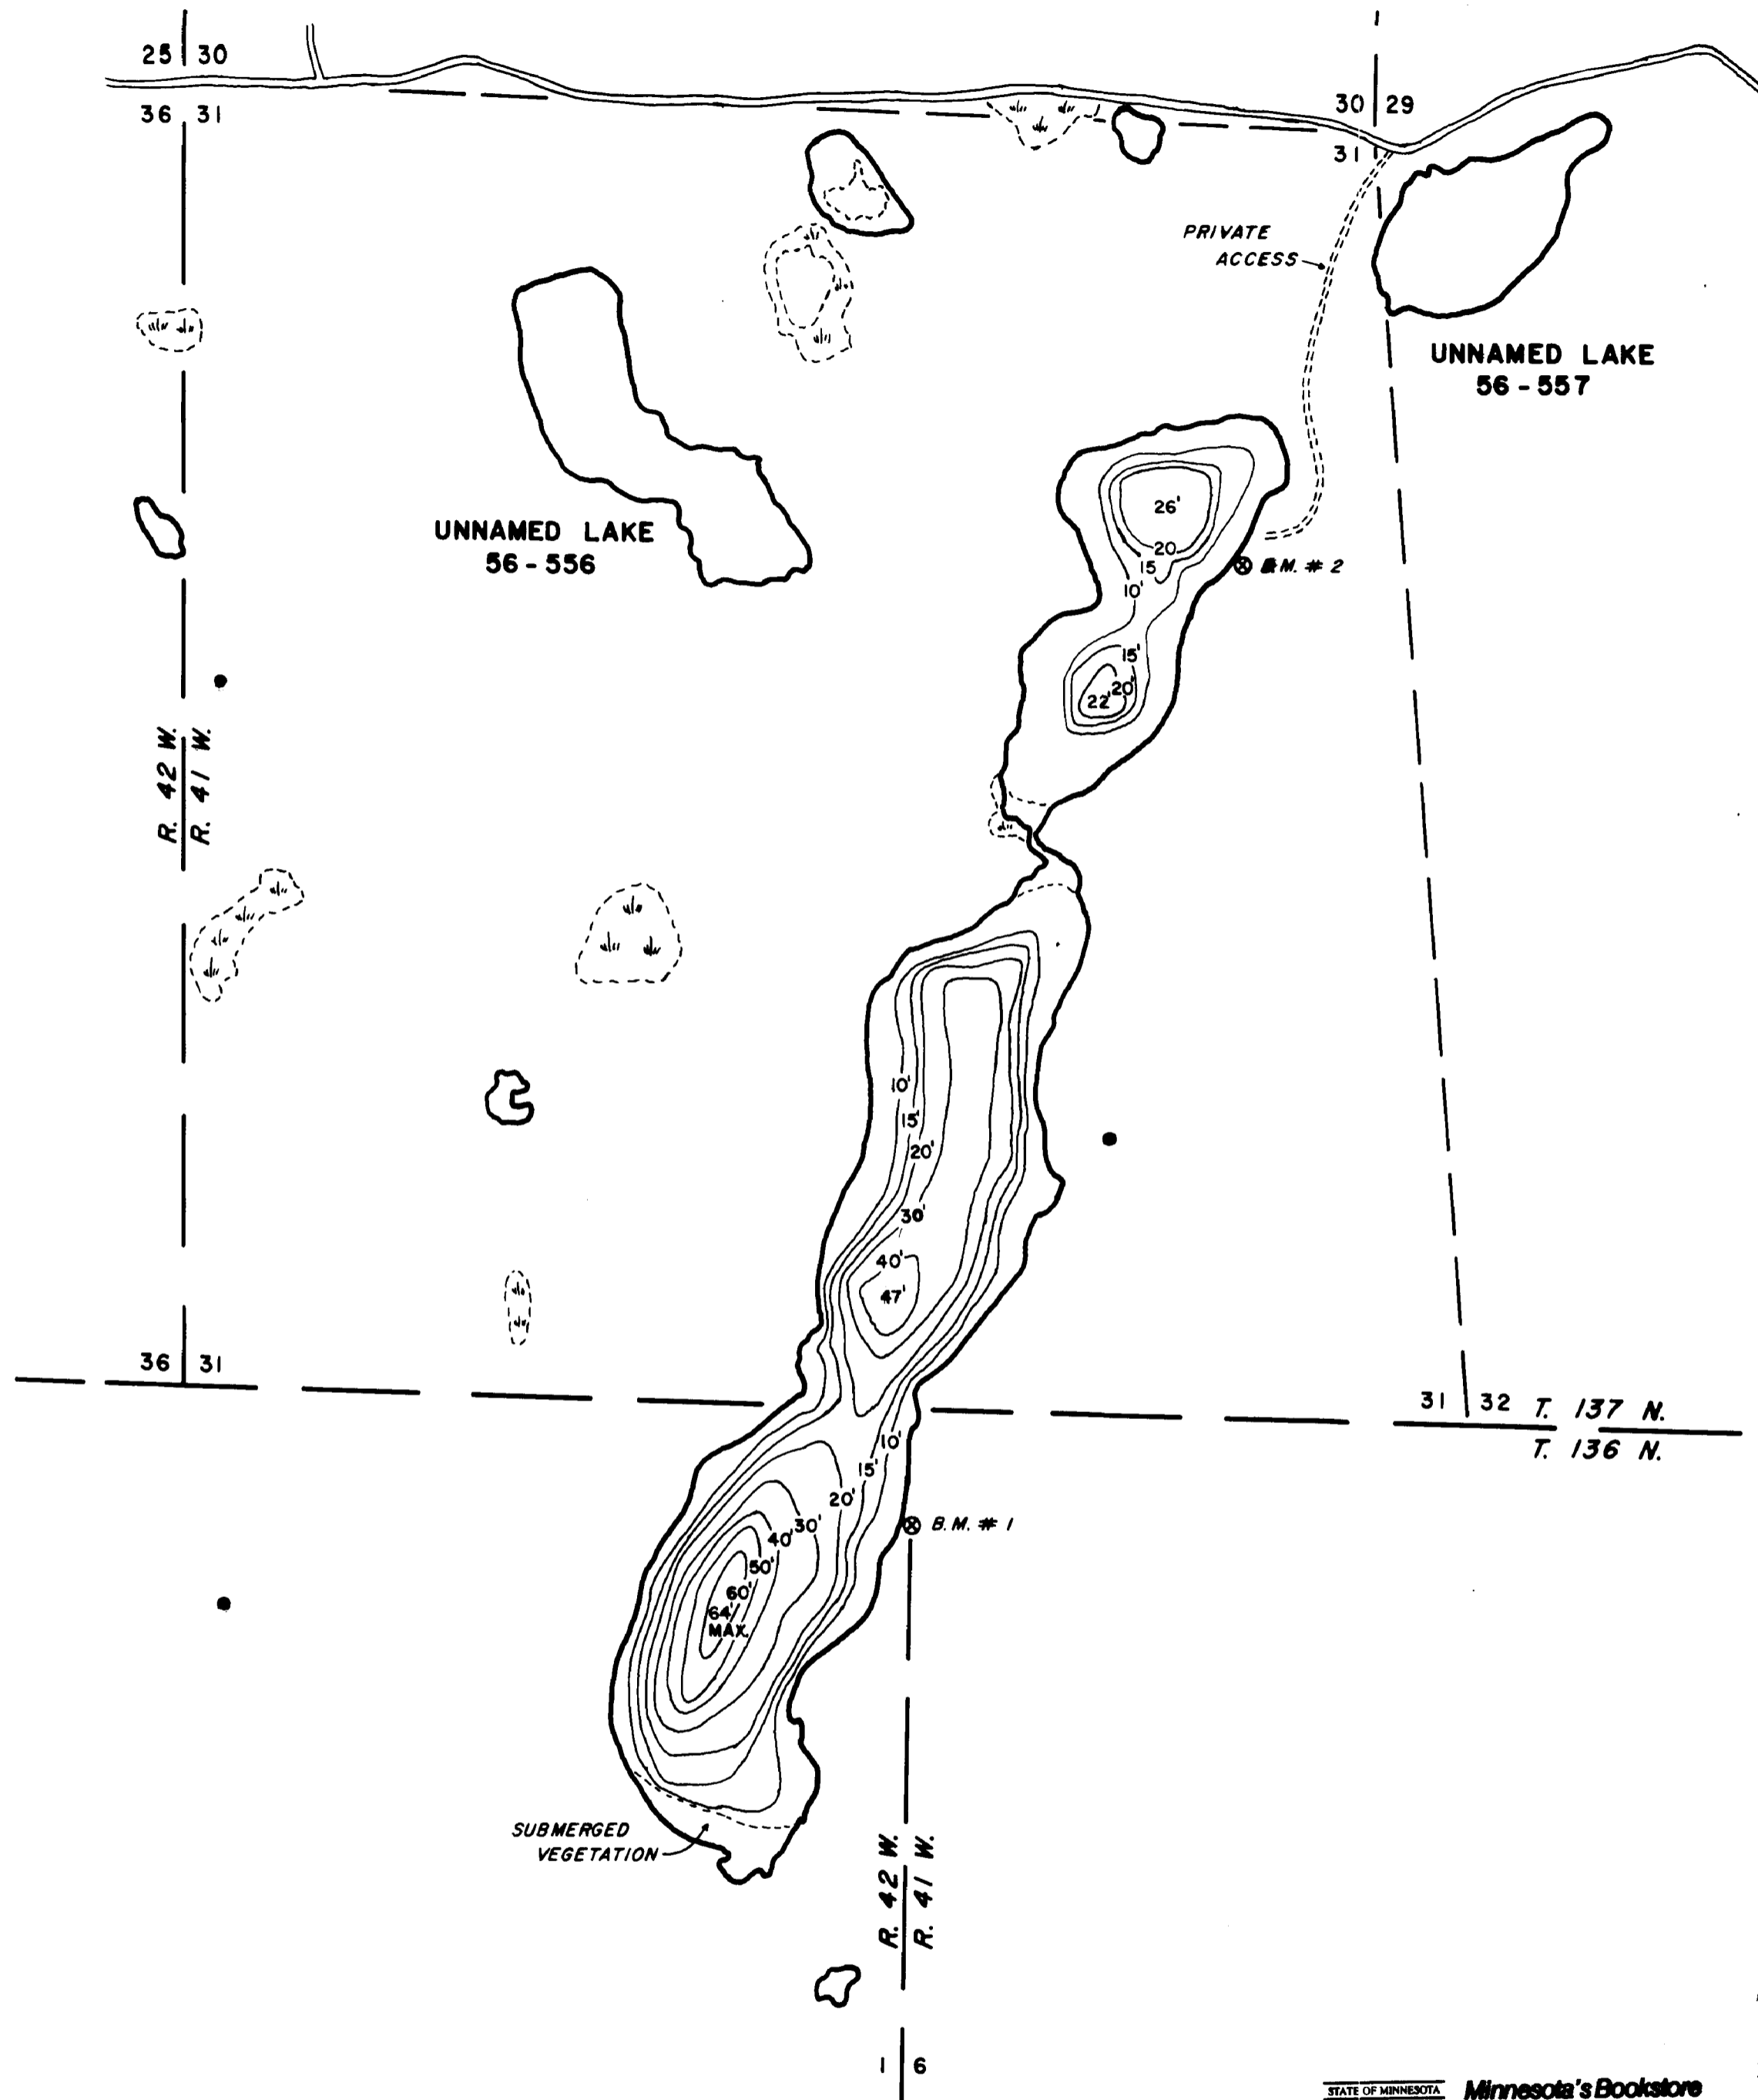 25 30
36 31
30 29
31
PRIVATE
ACCESS
UNNAMED LAKE
56-557
UNNAMED LAKE
56-556
26'
20
15
10'
B.M. # 2
15'
20'
22'
R. 42 W.
R. 41 W.
10'
15'
20'
30'
40'
47'
36 31
31 32 T. 137 N.
T. 136 N.
10'
15'
20'
30'
40'
50'
60'
64'
MAX.
B.M. # 1
SUBMERGED
VEGETATION
R. 42 W.
R. 41 W.
1 6
STATE OF MINNESOTA Minnesota's Bookstore